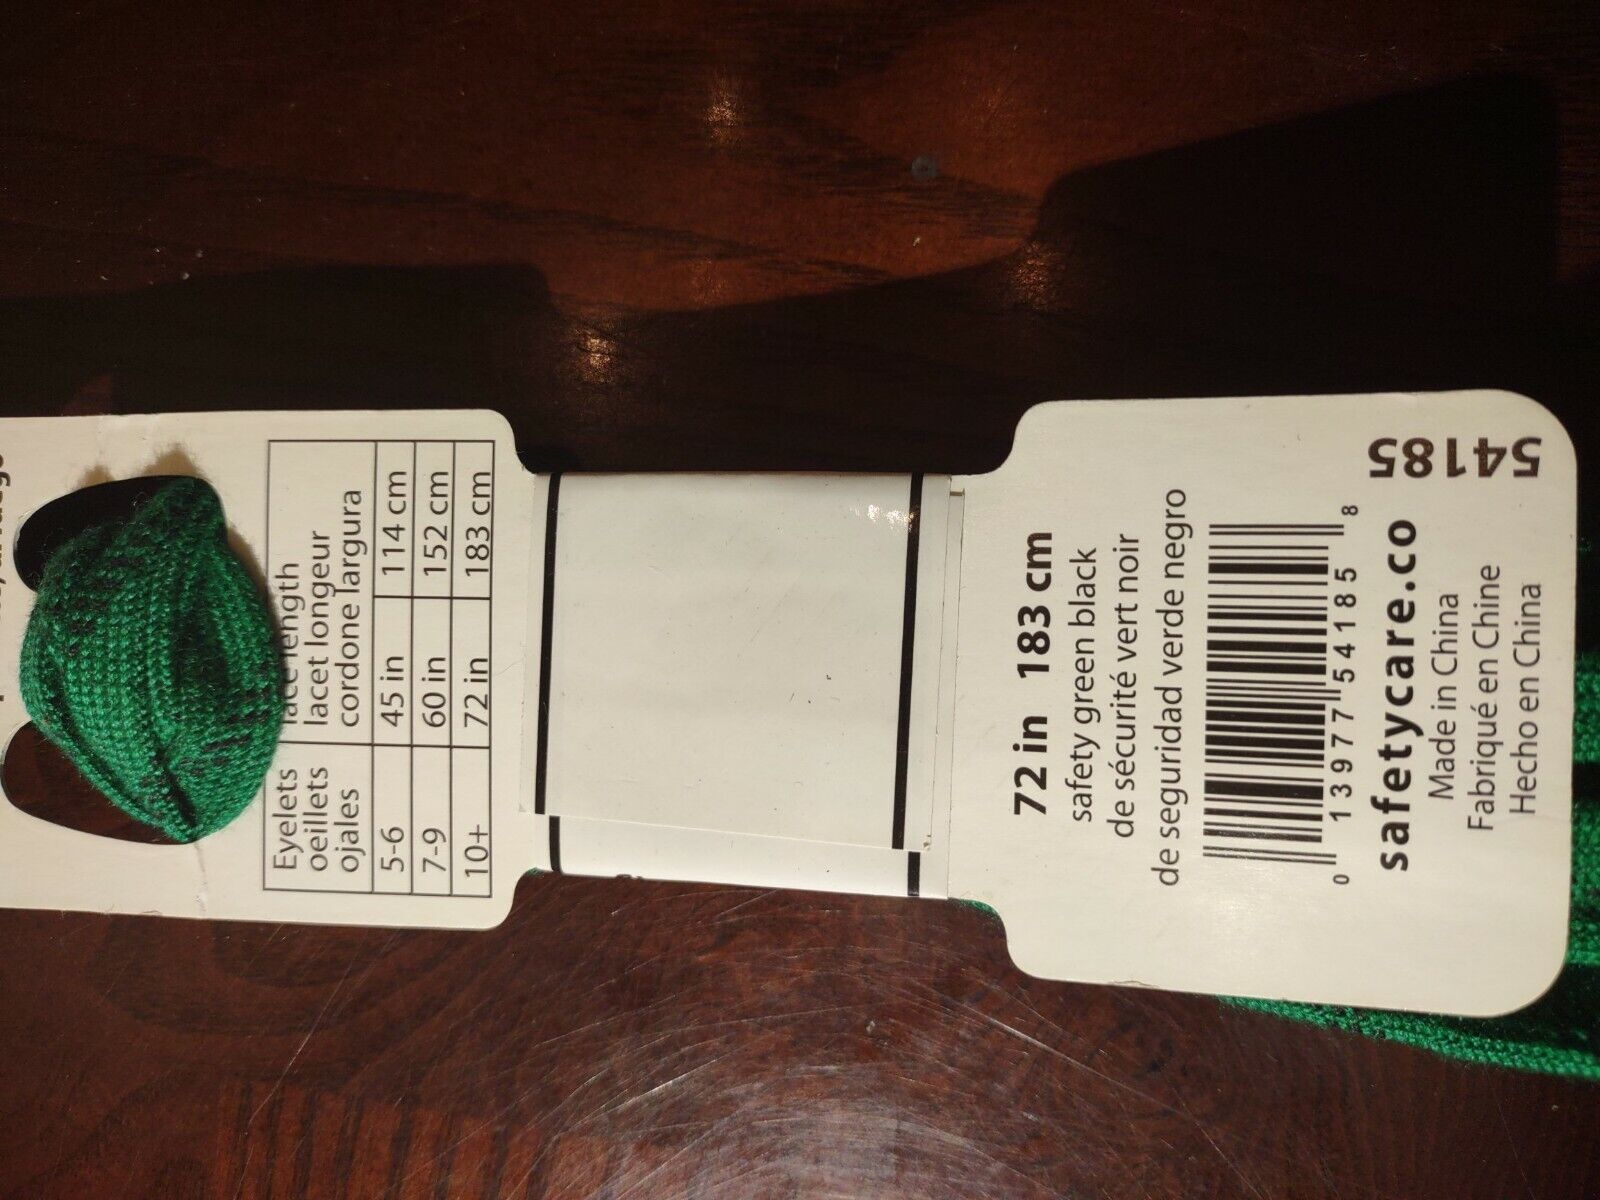 Eyelets lace length
oeillets lacet longeur
ojales cordone largura
5-6 45 in 114 cm
7-9 60 in 152 cm
10+ 72 in 183 cm
72 in 183 cm
safety green black
de sécurité vert noir
de seguridad verde negro
0 13977 54185 8
safetycare.co
Made in China
Fabriqué en Chine
Hecho en China
54185